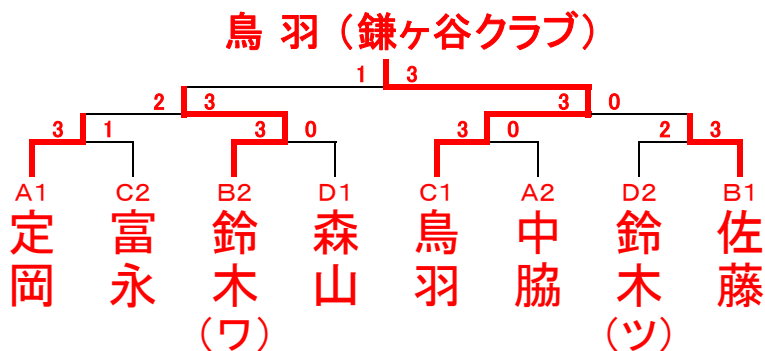 鳥 羽（鎌ヶ谷クラブ）
1 3
2 3 3 0
3 1 3 0 3 0 2 3
A1 C2 B2 D1 C1 A2 D2 B1
定岡 富永 鈴木（ワ） 森山 鳥羽 中脇 鈴木（ツ） 佐藤